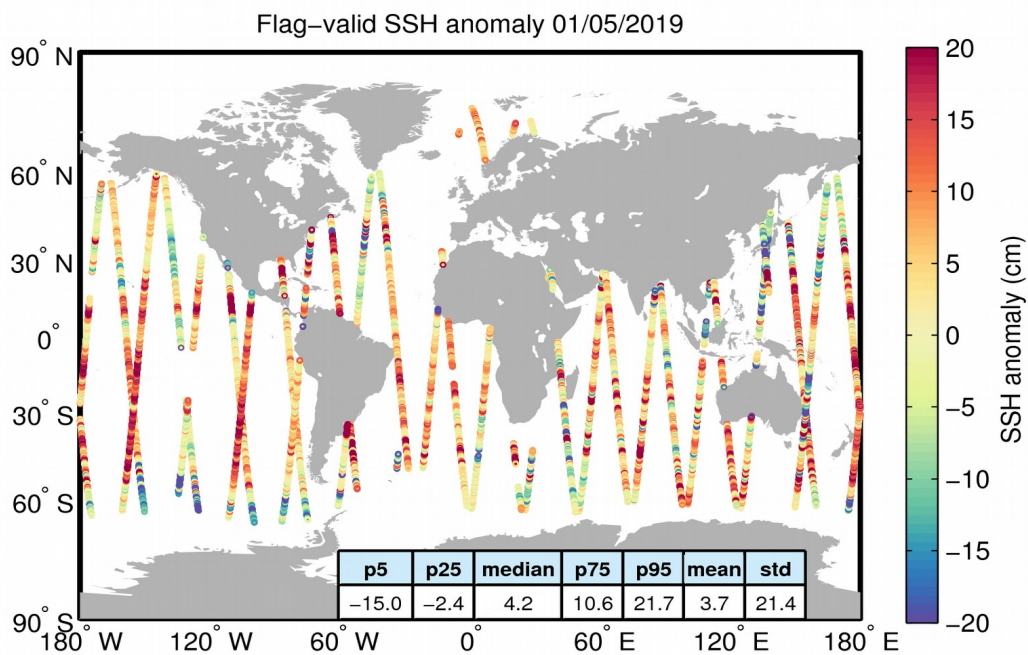 Flag−valid SSH anomaly 01/05/2019
90° N
60° N
30° N
0°
30° S
60° S
90° S
180° W 120° W 60° W 0° 60° E 120° E 180° E
p5 p25 median p75 p95 mean std
−15.0 −2.4 4.2 10.6 21.7 3.7 21.4
20
15
10
5
0
−5
−10
−15
−20
SSH anomaly (cm)